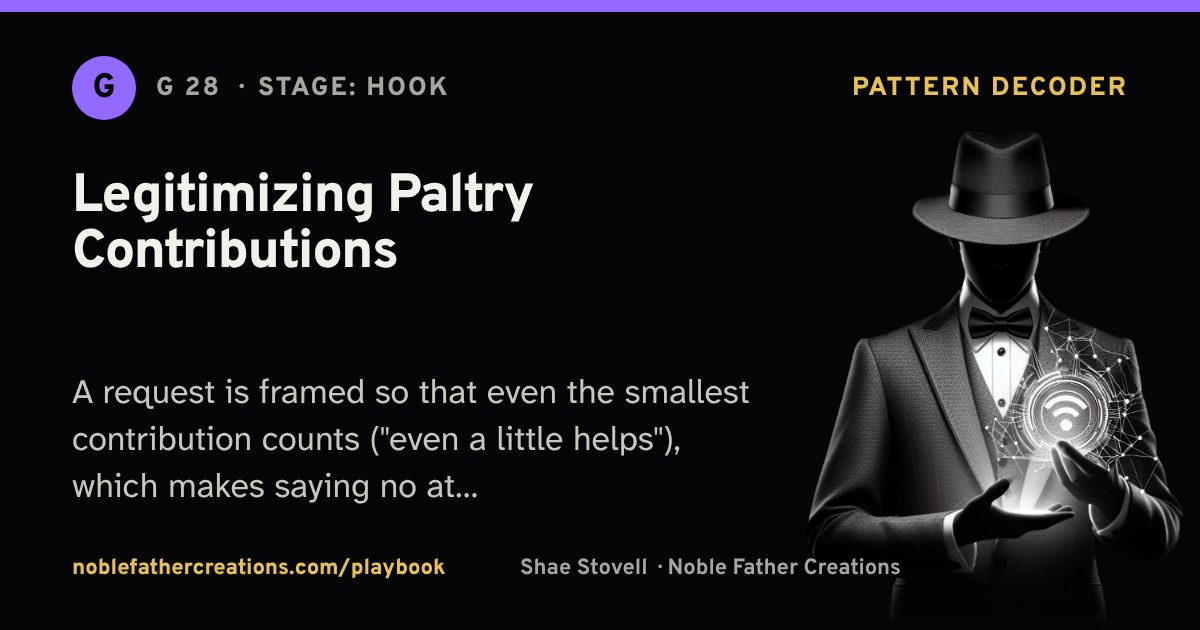 G
G 28 · STAGE: HOOK
PATTERN DECODER
Legitimizing Paltry
Contributions
A request is framed so that even the smallest
contribution counts ("even a little helps"),
which makes saying no at...
noblefathercreations.com/playbook
Shae Stovell · Noble Father Creations